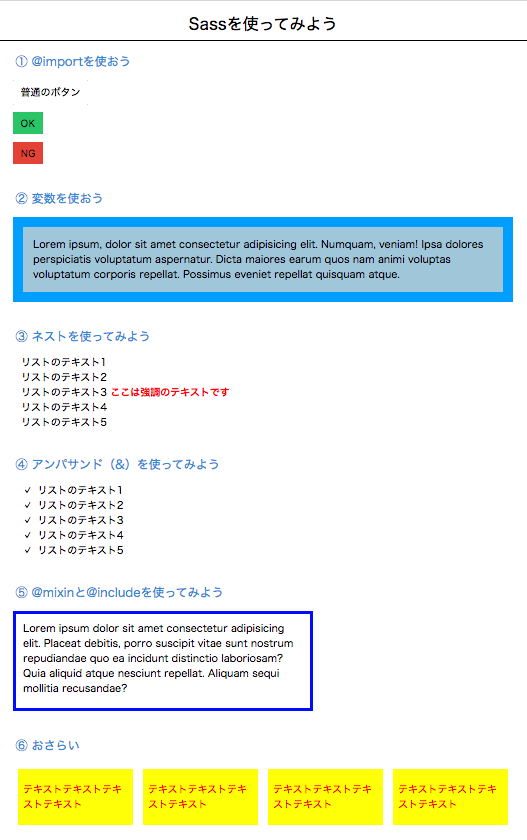 Sassを使ってみよう
① @importを使おう
普通のボタン
OK
NG
② 変数を使おう
Lorem ipsum, dolor sit amet consectetur adipisicing elit. Numquam, veniam! Ipsa dolores
perspiciatis voluptatum aspernatur. Dicta maiores earum quos nam animi voluptas
voluptatum corporis repellat. Possimus eveniet repellat quisquam atque.
③ ネストを使ってみよう
リストのテキスト1
リストのテキスト2
リストのテキスト3 ここは強調のテキストです
リストのテキスト4
リストのテキスト5
④ アンパサンド（&）を使ってみよう
✓ リストのテキスト1
✓ リストのテキスト2
✓ リストのテキスト3
✓ リストのテキスト4
✓ リストのテキスト5
⑤ @mixinと@includeを使ってみよう
Lorem ipsum dolor sit amet consectetur adipisicing
elit. Placeat debitis, porro suscipit vitae sunt nostrum
repudiandae quo ea incidunt distinctio laboriosam?
Quia aliquid atque nesciunt repellat. Aliquam sequi
mollitia recusandae?
⑥ おさらい
テキストテキストテキ
ストテキスト
テキストテキストテキ
ストテキスト
テキストテキストテキ
ストテキスト
テキストテキストテキ
ストテキスト